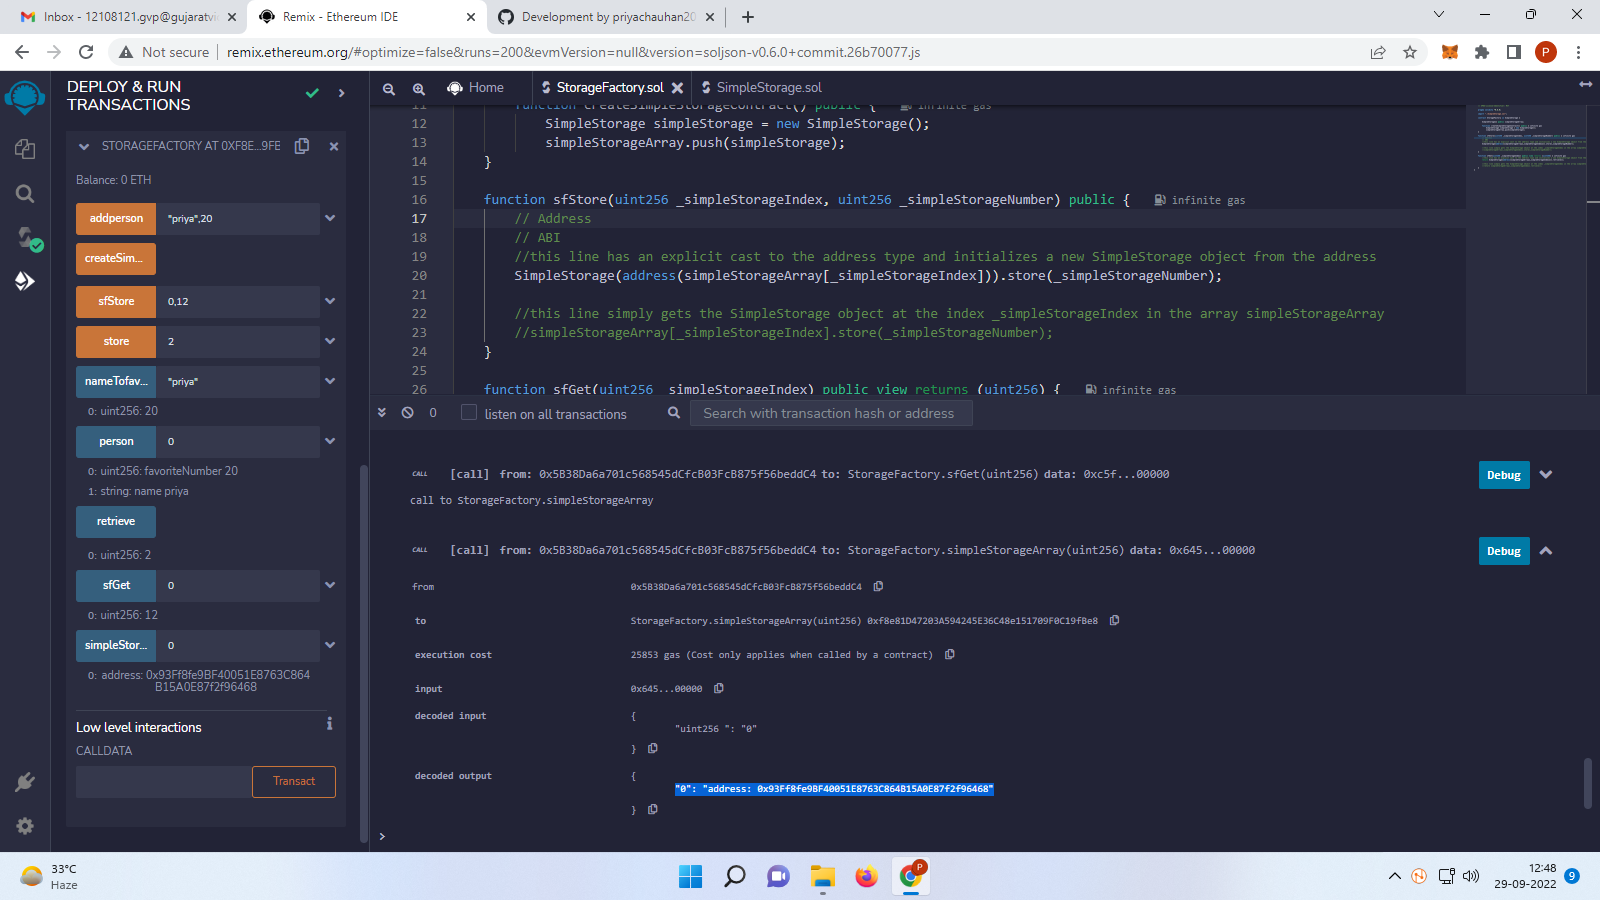 Inbox - 12108121.gvp@gujaratvi
Remix - Ethereum IDE
Development by priyachauhan20
Not secure
remix.ethereum.org/#optimize=false&runs=200&evmVersion=null&version=soljson-v0.6.0+commit.26b70077.js
P
DEPLOY & RUN
TRANSACTIONS
STORAGEFACTORY AT 0XF8E...9FE
Balance: 0 ETH
addperson "priya",20
createSim...
sfStore 0,12
store 2
nameTofav... "priya"
0: uint256: 20
person 0
0: uint256: favoriteNumber 20
1: string: name priya
retrieve
0: uint256: 2
sfGet 0
0: uint256: 12
simpleStor... 0
0: address: 0x93Ff8fe9BF40051E8763C864
B15A0E87f2f96468
Low level interactions
CALLDATA
Transact
Home
StorageFactory.sol
SimpleStorage.sol
11 function createSimpleStorageContract() public { infinite gas
12 SimpleStorage simpleStorage = new SimpleStorage();
13 simpleStorageArray.push(simpleStorage);
14 }
15
16 function sfStore(uint256 _simpleStorageIndex, uint256 _simpleStorageNumber) public { infinite gas
17 // Address
18 // ABI
19 //this line has an explicit cast to the address type and initializes a new SimpleStorage object from the address
20 SimpleStorage(address(simpleStorageArray[_simpleStorageIndex])).store(_simpleStorageNumber);
21
22 //this line simply gets the SimpleStorage object at the index _simpleStorageIndex in the array simpleStorageArray
23 //simpleStorageArray[_simpleStorageIndex].store(_simpleStorageNumber);
24 }
25
26 function sfGet(uint256 _simpleStorageIndex) public view returns (uint256) { infinite gas
0
listen on all transactions
Search with transaction hash or address
CALL [call] from: 0x5B38Da6a701c568545dCfcB03FcB875f56beddC4 to: StorageFactory.sfGet(uint256) data: 0xc5f...00000
Debug
call to StorageFactory.simpleStorageArray
CALL [call] from: 0x5B38Da6a701c568545dCfcB03FcB875f56beddC4 to: StorageFactory.simpleStorageArray(uint256) data: 0x645...00000
Debug
from 0x5B38Da6a701c568545dCfcB03FcB875f56beddC4
to StorageFactory.simpleStorageArray(uint256) 0xf8e81D47203A594245E36C48e151709F0C19fBe8
execution cost 25853 gas (Cost only applies when called by a contract)
input 0x645...00000
decoded input {
"uint256 ": "0"
}
decoded output {
"0": "address: 0x93Ff8fe9BF40051E8763C864B15A0E87f2f96468"
}
>
33°C
Haze
P
12:48
29-09-2022
9